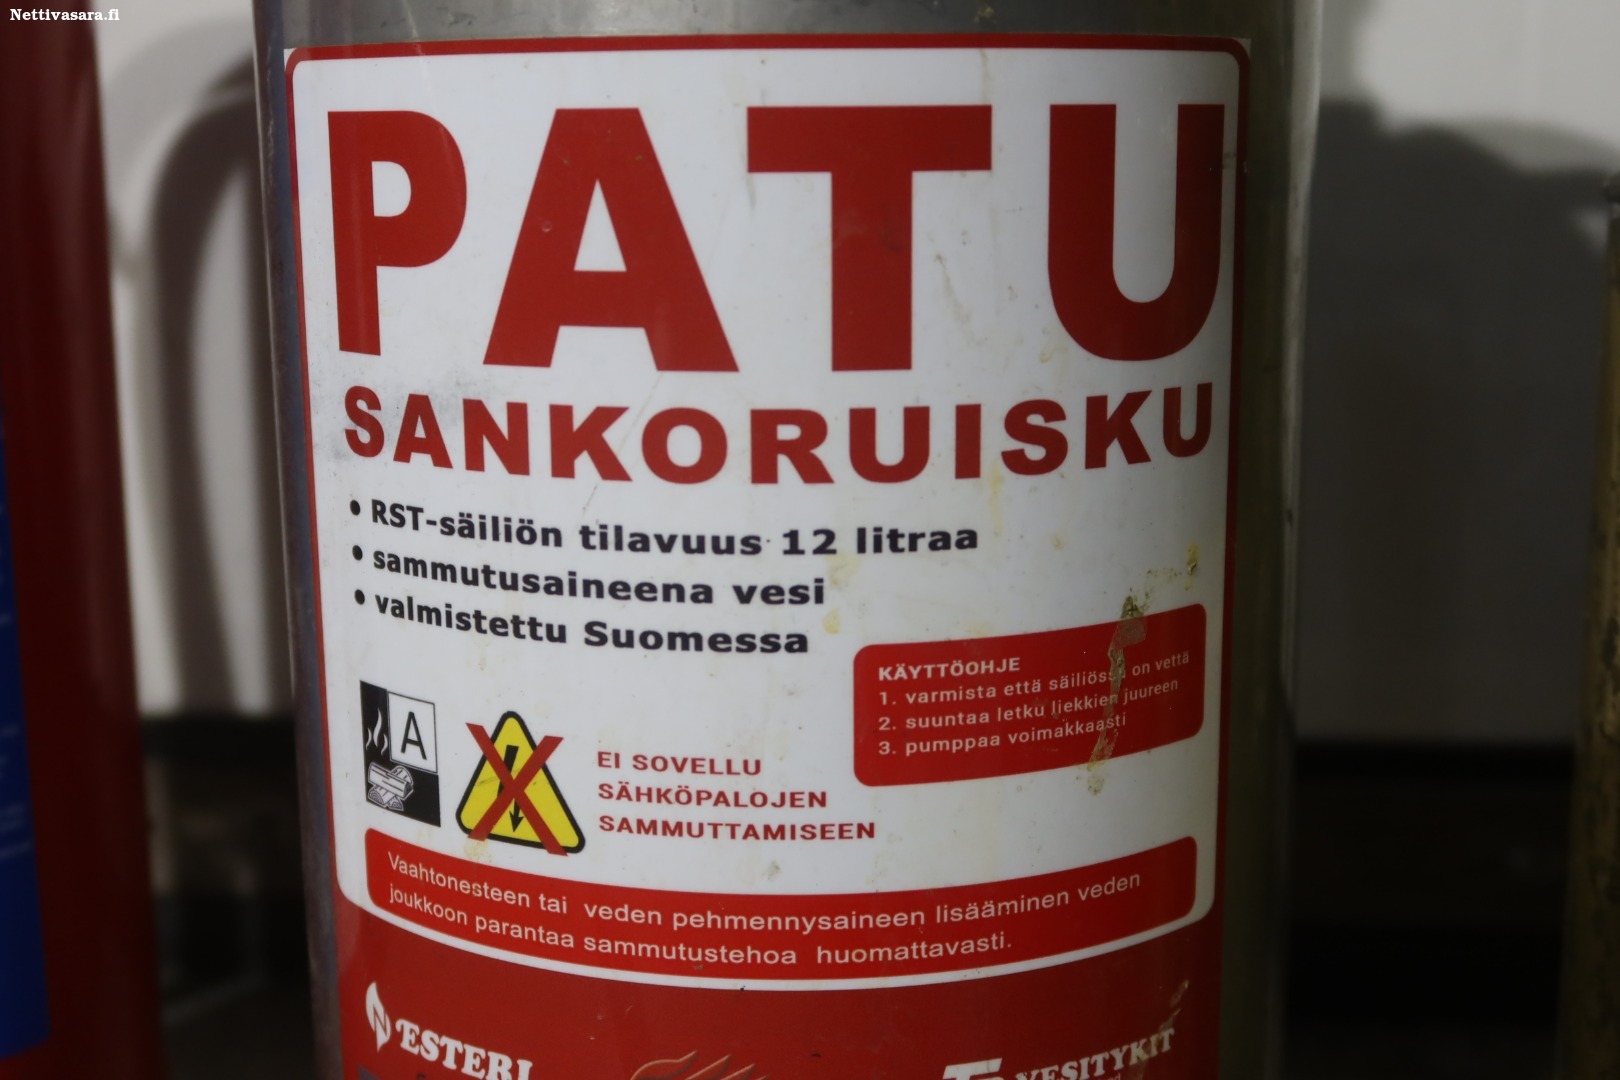 Nettivasara.fi
PATU
SANKORUISKU
• RST-säiliön tilavuus 12 litraa
• sammutusaineena vesi
• valmistettu Suomessa
KÄYTTÖOHJE
1. varmista että säiliössä on vettä
2. suuntaa letku liekkien juureen
3. pumppaa voimakkaasti
A
EI SOVELLU
SÄHKÖPALOJEN
SAMMUTTAMISEEN
Vaahtonesteen tai veden pehmennysaineen lisääminen veden
joukkoon parantaa sammutustehoa huomattavasti.
N ESTERI
VESITYKIT